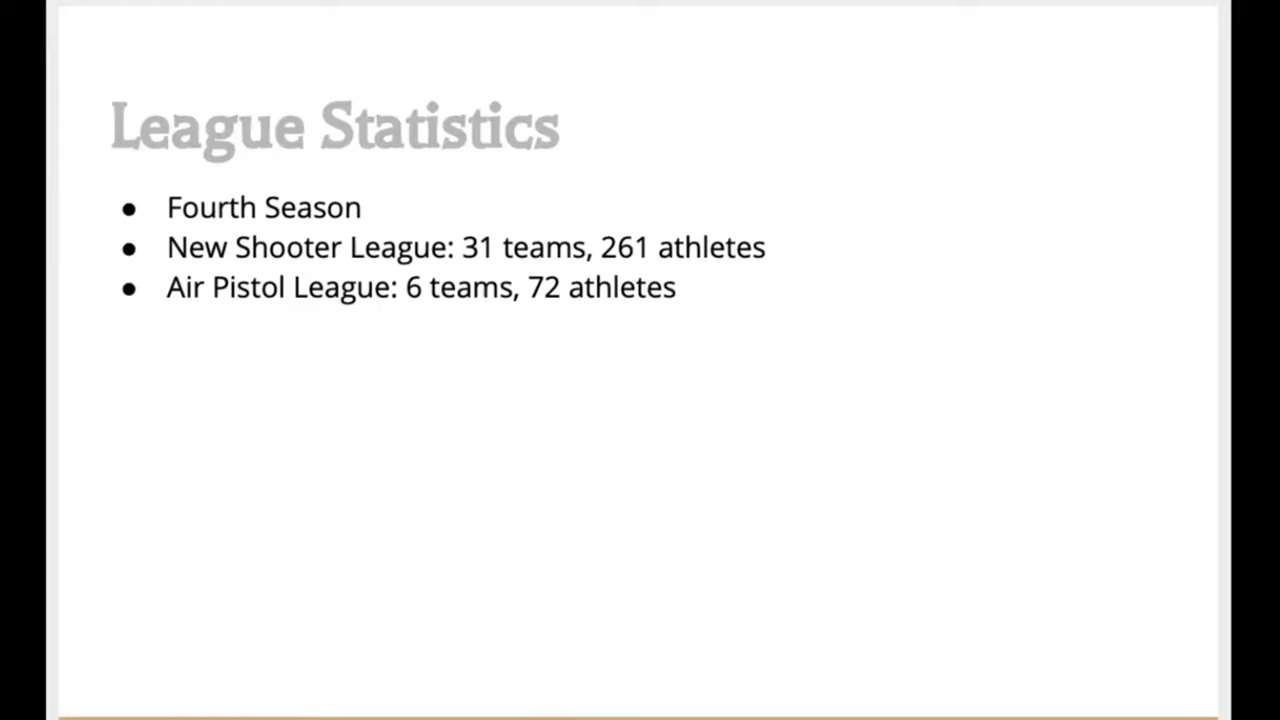 League Statistics
● Fourth Season
● New Shooter League: 31 teams, 261 athletes
● Air Pistol League: 6 teams, 72 athletes